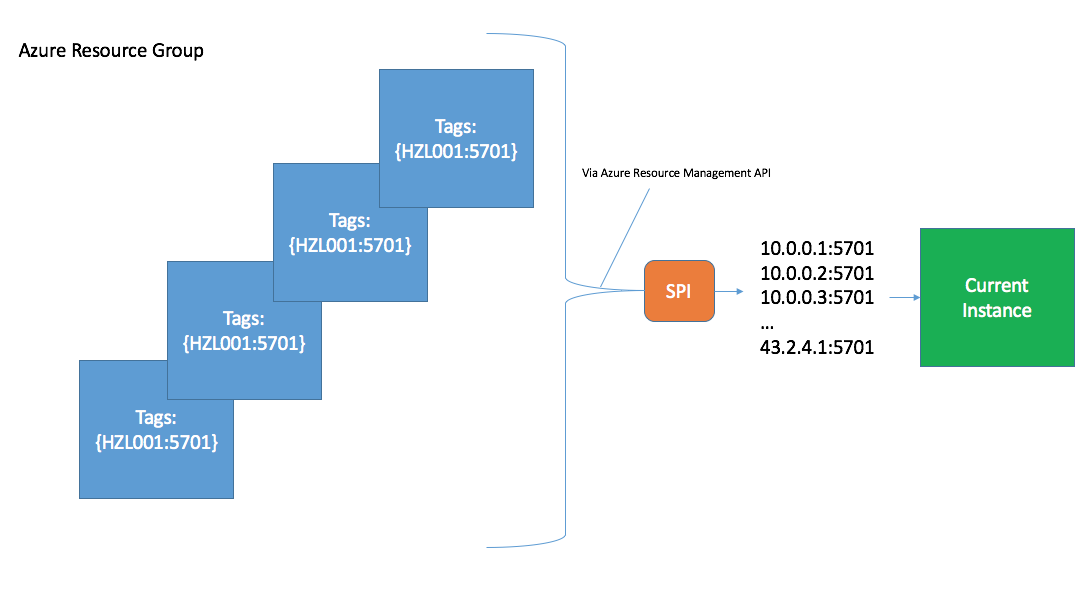 Azure Resource Group
Tags:
{HZL001:5701}
Tags:
{HZL001:5701}
Tags:
{HZL001:5701}
Tags:
{HZL001:5701}
Via Azure Resource Management API
SPI
10.0.0.1:5701
10.0.0.2:5701
10.0.0.3:5701
...
43.2.4.1:5701
Current
Instance